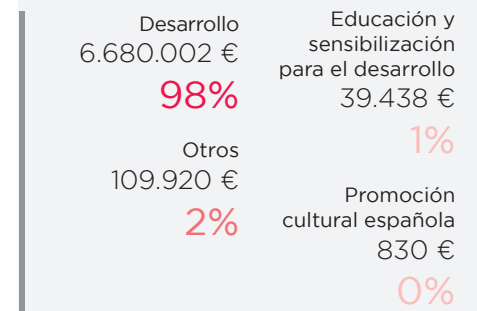 Desarrollo
6.680.002 €
98%
Otros
109.920 €
2%
Educación y
sensibilización
para el desarrollo
39.438 €
1%
Promoción
cultural española
830 €
0%